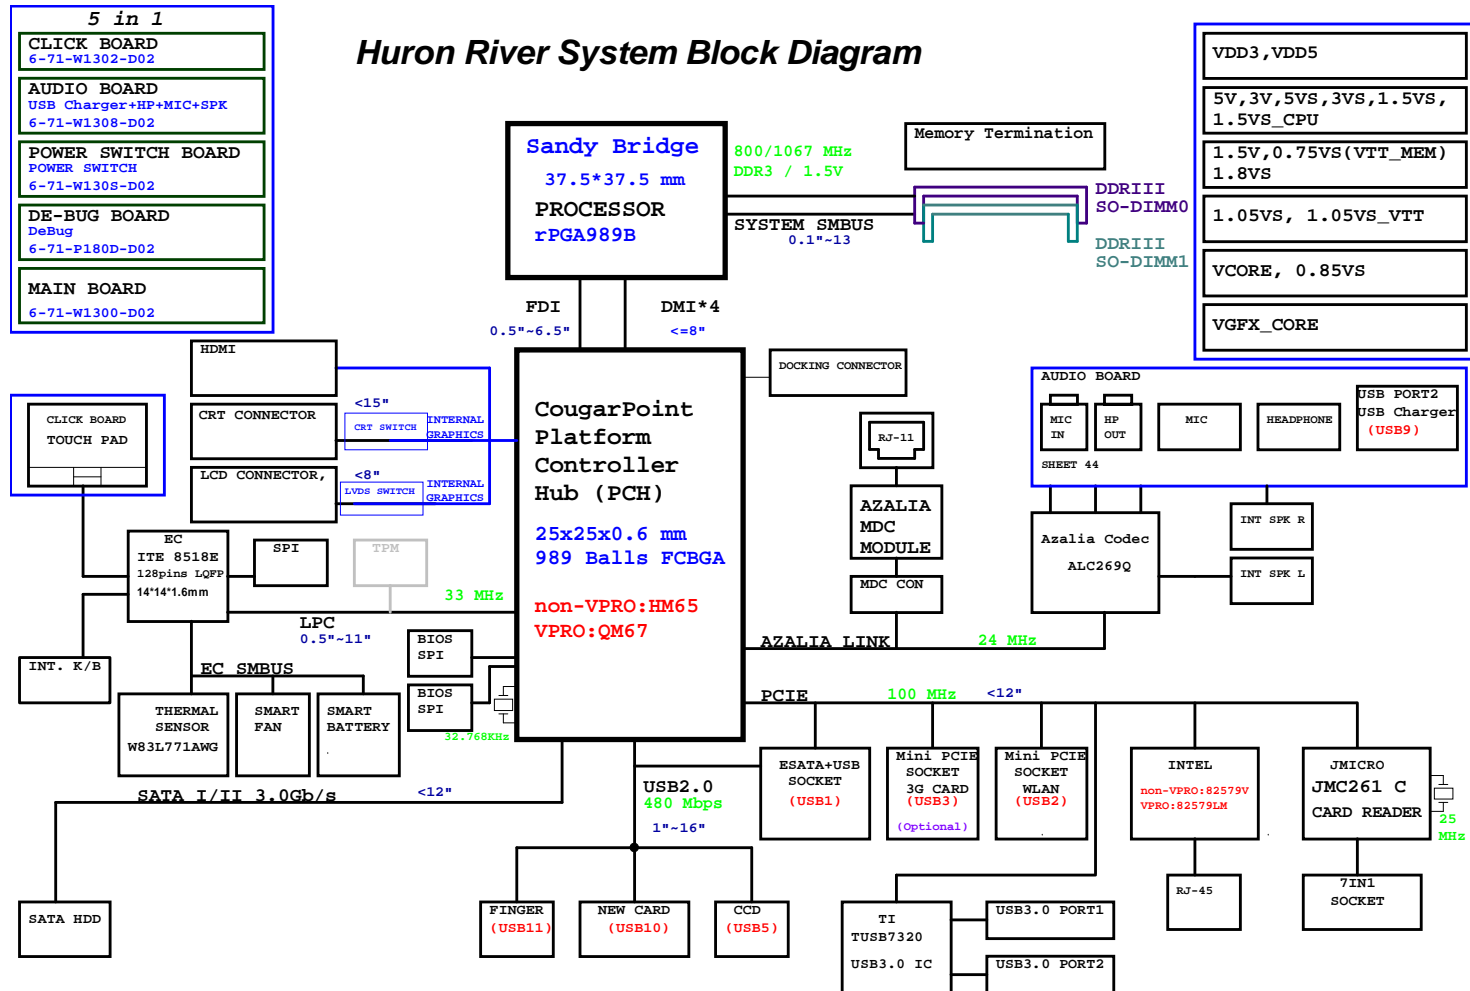 5 in 1
CLICK BOARD
6-71-W1302-D02
AUDIO BOARD
USB Charger+HP+MIC+SPK
6-71-W1308-D02
POWER SWITCH BOARD
POWER SWITCH
6-71-W130S-D02
DE-BUG BOARD
DeBug
6-71-P180D-D02
MAIN BOARD
6-71-W1300-D02
Huron River System Block Diagram
VDD3,VDD5
5V,3V,5VS,3VS,1.5VS,
1.5VS_CPU
1.5V,0.75VS(VTT_MEM)
1.8VS
1.05VS, 1.05VS_VTT
VCORE, 0.85VS
VGFX_CORE
Sandy Bridge
37.5*37.5 mm
PROCESSOR
rPGA989B
800/1067 MHz
DDR3 / 1.5V
SYSTEM SMBUS
0.1"~13
Memory Termination
DDRIII
SO-DIMM0
DDRIII
SO-DIMM1
FDI
0.5"~6.5"
DMI*4
<=8"
HDMI
CRT CONNECTOR
<15"
CRT SWITCH
INTERNAL
GRAPHICS
LCD CONNECTOR,
<8"
LVDS SWITCH
INTERNAL
GRAPHICS
CLICK BOARD
TOUCH PAD
CougarPoint
Platform
Controller
Hub (PCH)
25x25x0.6 mm
989 Balls FCBGA
non-VPRO:HM65
VPRO:QM67
DOCKING CONNECTOR
RJ-11
AZALIA
MDC
MODULE
MDC CON
AUDIO BOARD
MIC
IN
HP
OUT
MIC
HEADPHONE
USB PORT2
USB Charger
(USB9)
SHEET 44
Azalia Codec
ALC269Q
INT SPK R
INT SPK L
EC
ITE 8518E
128pins LQFP
14*14*1.6mm
SPI
TPM
33 MHz
LPC
0.5"~11"
INT. K/B
EC SMBUS
THERMAL
SENSOR
W83L771AWG
SMART
FAN
SMART
BATTERY
BIOS
SPI
BIOS
SPI
32.768KHz
AZALIA LINK
24 MHz
PCIE
100 MHz
<12"
SATA I/II 3.0Gb/s
<12"
USB2.0
480 Mbps
1"~16"
ESATA+USB
SOCKET
(USB1)
Mini PCIE
SOCKET
3G CARD
(USB3)
(Optional)
Mini PCIE
SOCKET
WLAN
(USB2)
INTEL
non-VPRO:82579V
VPRO:82579LM
JMICRO
JMC261 C
CARD READER
25
MHz
SATA HDD
FINGER
(USB11)
NEW CARD
(USB10)
CCD
(USB5)
TI
TUSB7320
USB3.0 IC
USB3.0 PORT1
USB3.0 PORT2
RJ-45
7IN1
SOCKET